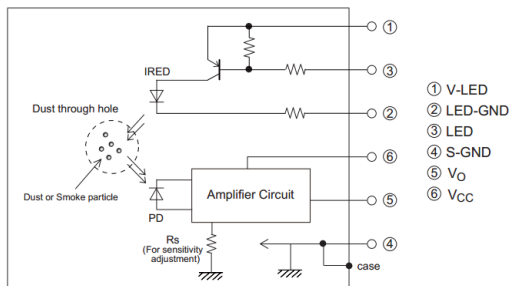 ①
IRED
③
Dust through hole
②
① V-LED
② LED-GND
③ LED
④ S-GND
⑤ VO
⑥ VCC
⑥
Dust or Smoke particle
PD
Amplifier Circuit
⑤
Rs
(For sensitivity
adjustment)
④
case